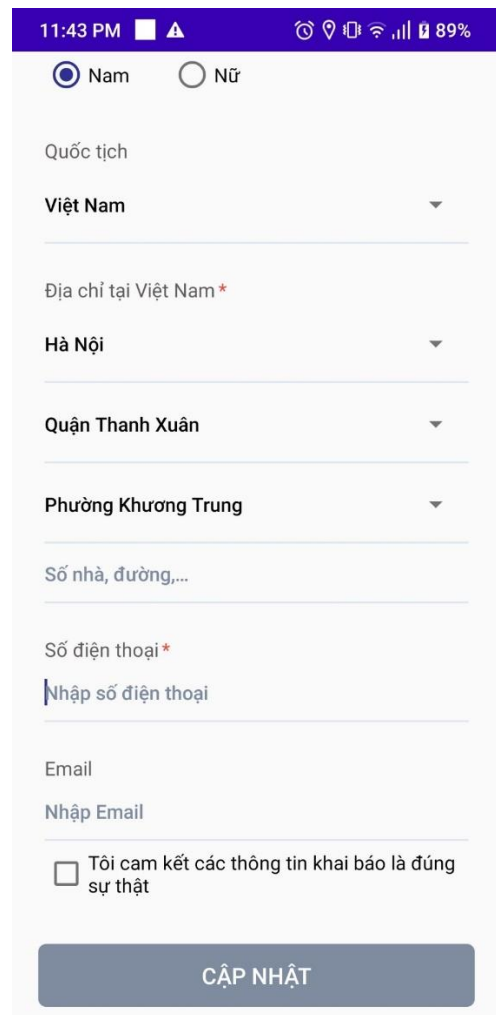 11:43 PM 89%
Nam Nữ
Quốc tịch
Việt Nam
Địa chỉ tại Việt Nam *
Hà Nội
Quận Thanh Xuân
Phường Khương Trung
Số nhà, đường,...
Số điện thoại *
Nhập số điện thoại
Email
Nhập Email
Tôi cam kết các thông tin khai báo là đúng
sự thật
CẬP NHẬT